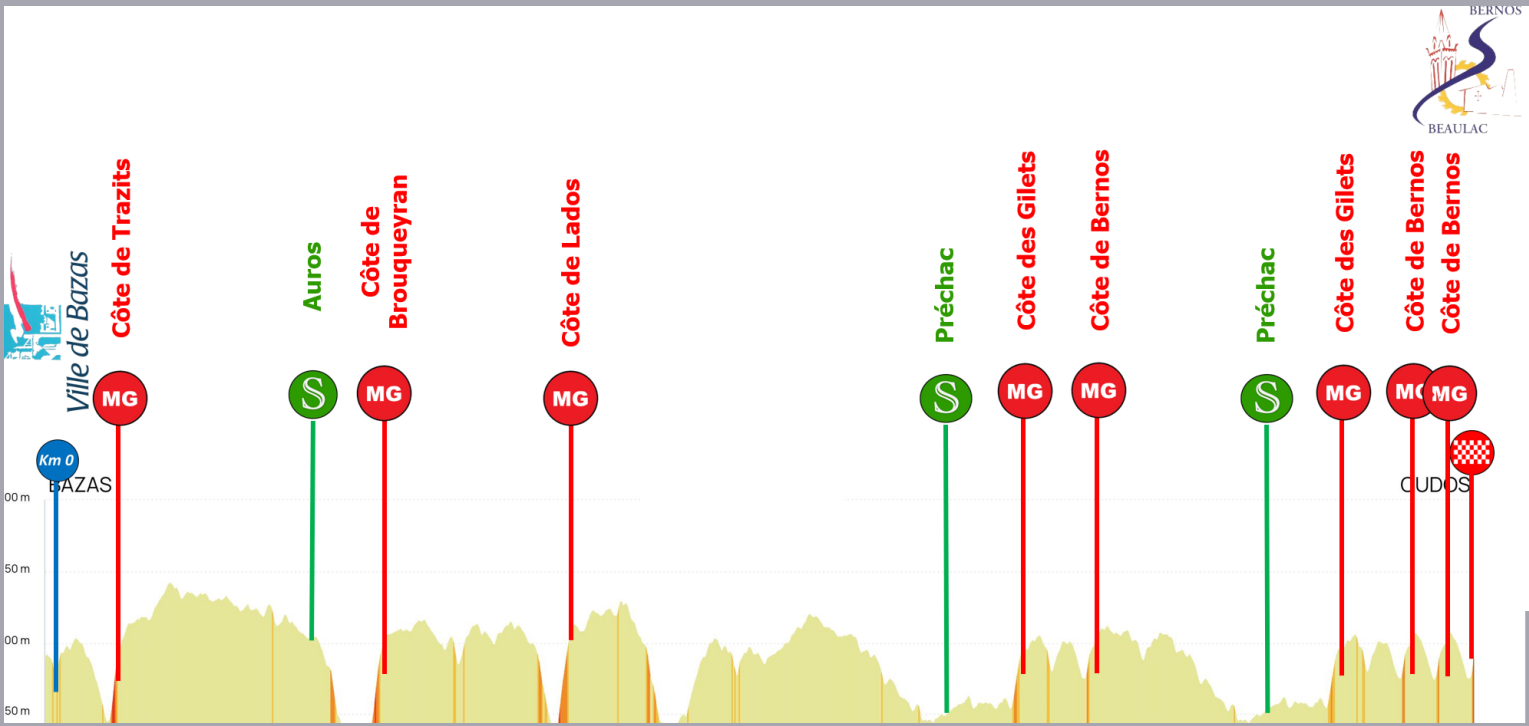 BERNOS
BEAULAC
Ville de Bazas
Côte de Trazits
Auros
Côte de
Brouqueyran
Côte de Lados
Préchac
Côte des Gilets
Côte de Bernos
Préchac
Côte des Gilets
Côte de Bernos
Côte de Bernos
MG
S
MG
MG
S
MG
MG
S
MG
MG
MG
Km 0
BAZAS
CUDOS
00 m
50 m
00 m
50 m